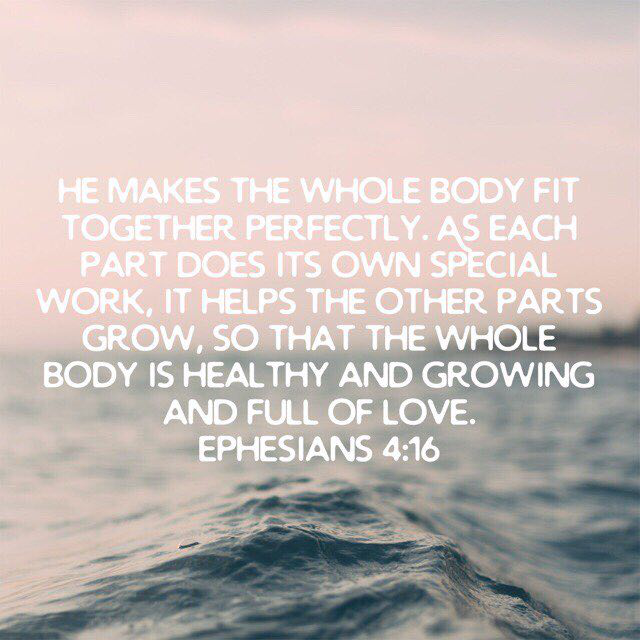 HE MAKES THE WHOLE BODY FIT
TOGETHER PERFECTLY. AS EACH
PART DOES ITS OWN SPECIAL
WORK, IT HELPS THE OTHER PARTS
GROW, SO THAT THE WHOLE
BODY IS HEALTHY AND GROWING
AND FULL OF LOVE.
EPHESIANS 4:16